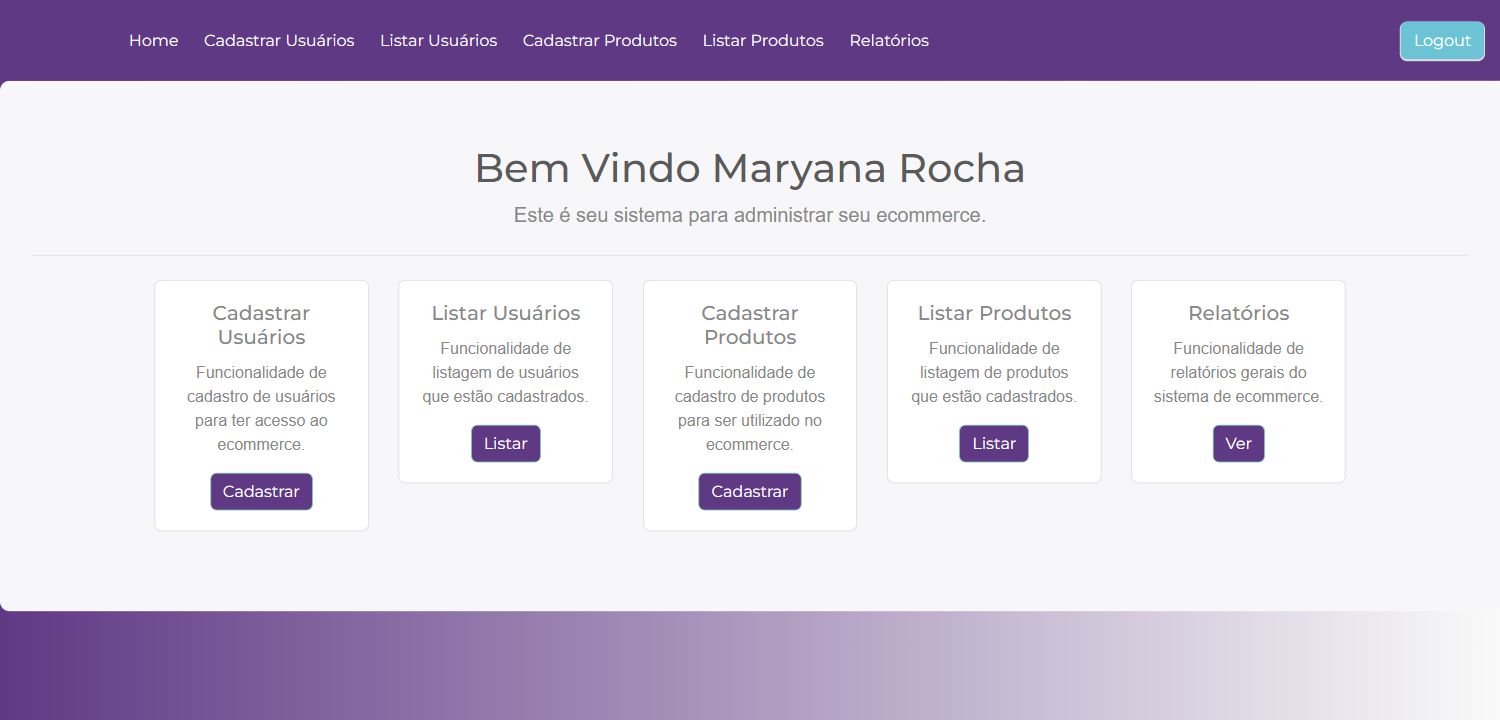 Home Cadastrar Usuários Listar Usuários Cadastrar Produtos Listar Produtos Relatórios Logout
Bem Vindo Maryana Rocha
Este é seu sistema para administrar seu ecommerce.
Cadastrar
Usuários
Funcionalidade de
cadastro de usuários
para ter acesso ao
ecommerce.
Cadastrar
Listar Usuários
Funcionalidade de
listagem de usuários
que estão cadastrados.
Listar
Cadastrar
Produtos
Funcionalidade de
cadastro de produtos
para ser utilizado no
ecommerce.
Cadastrar
Listar Produtos
Funcionalidade de
listagem de produtos
que estão cadastrados.
Listar
Relatórios
Funcionalidade de
relatórios gerais do
sistema de ecommerce.
Ver